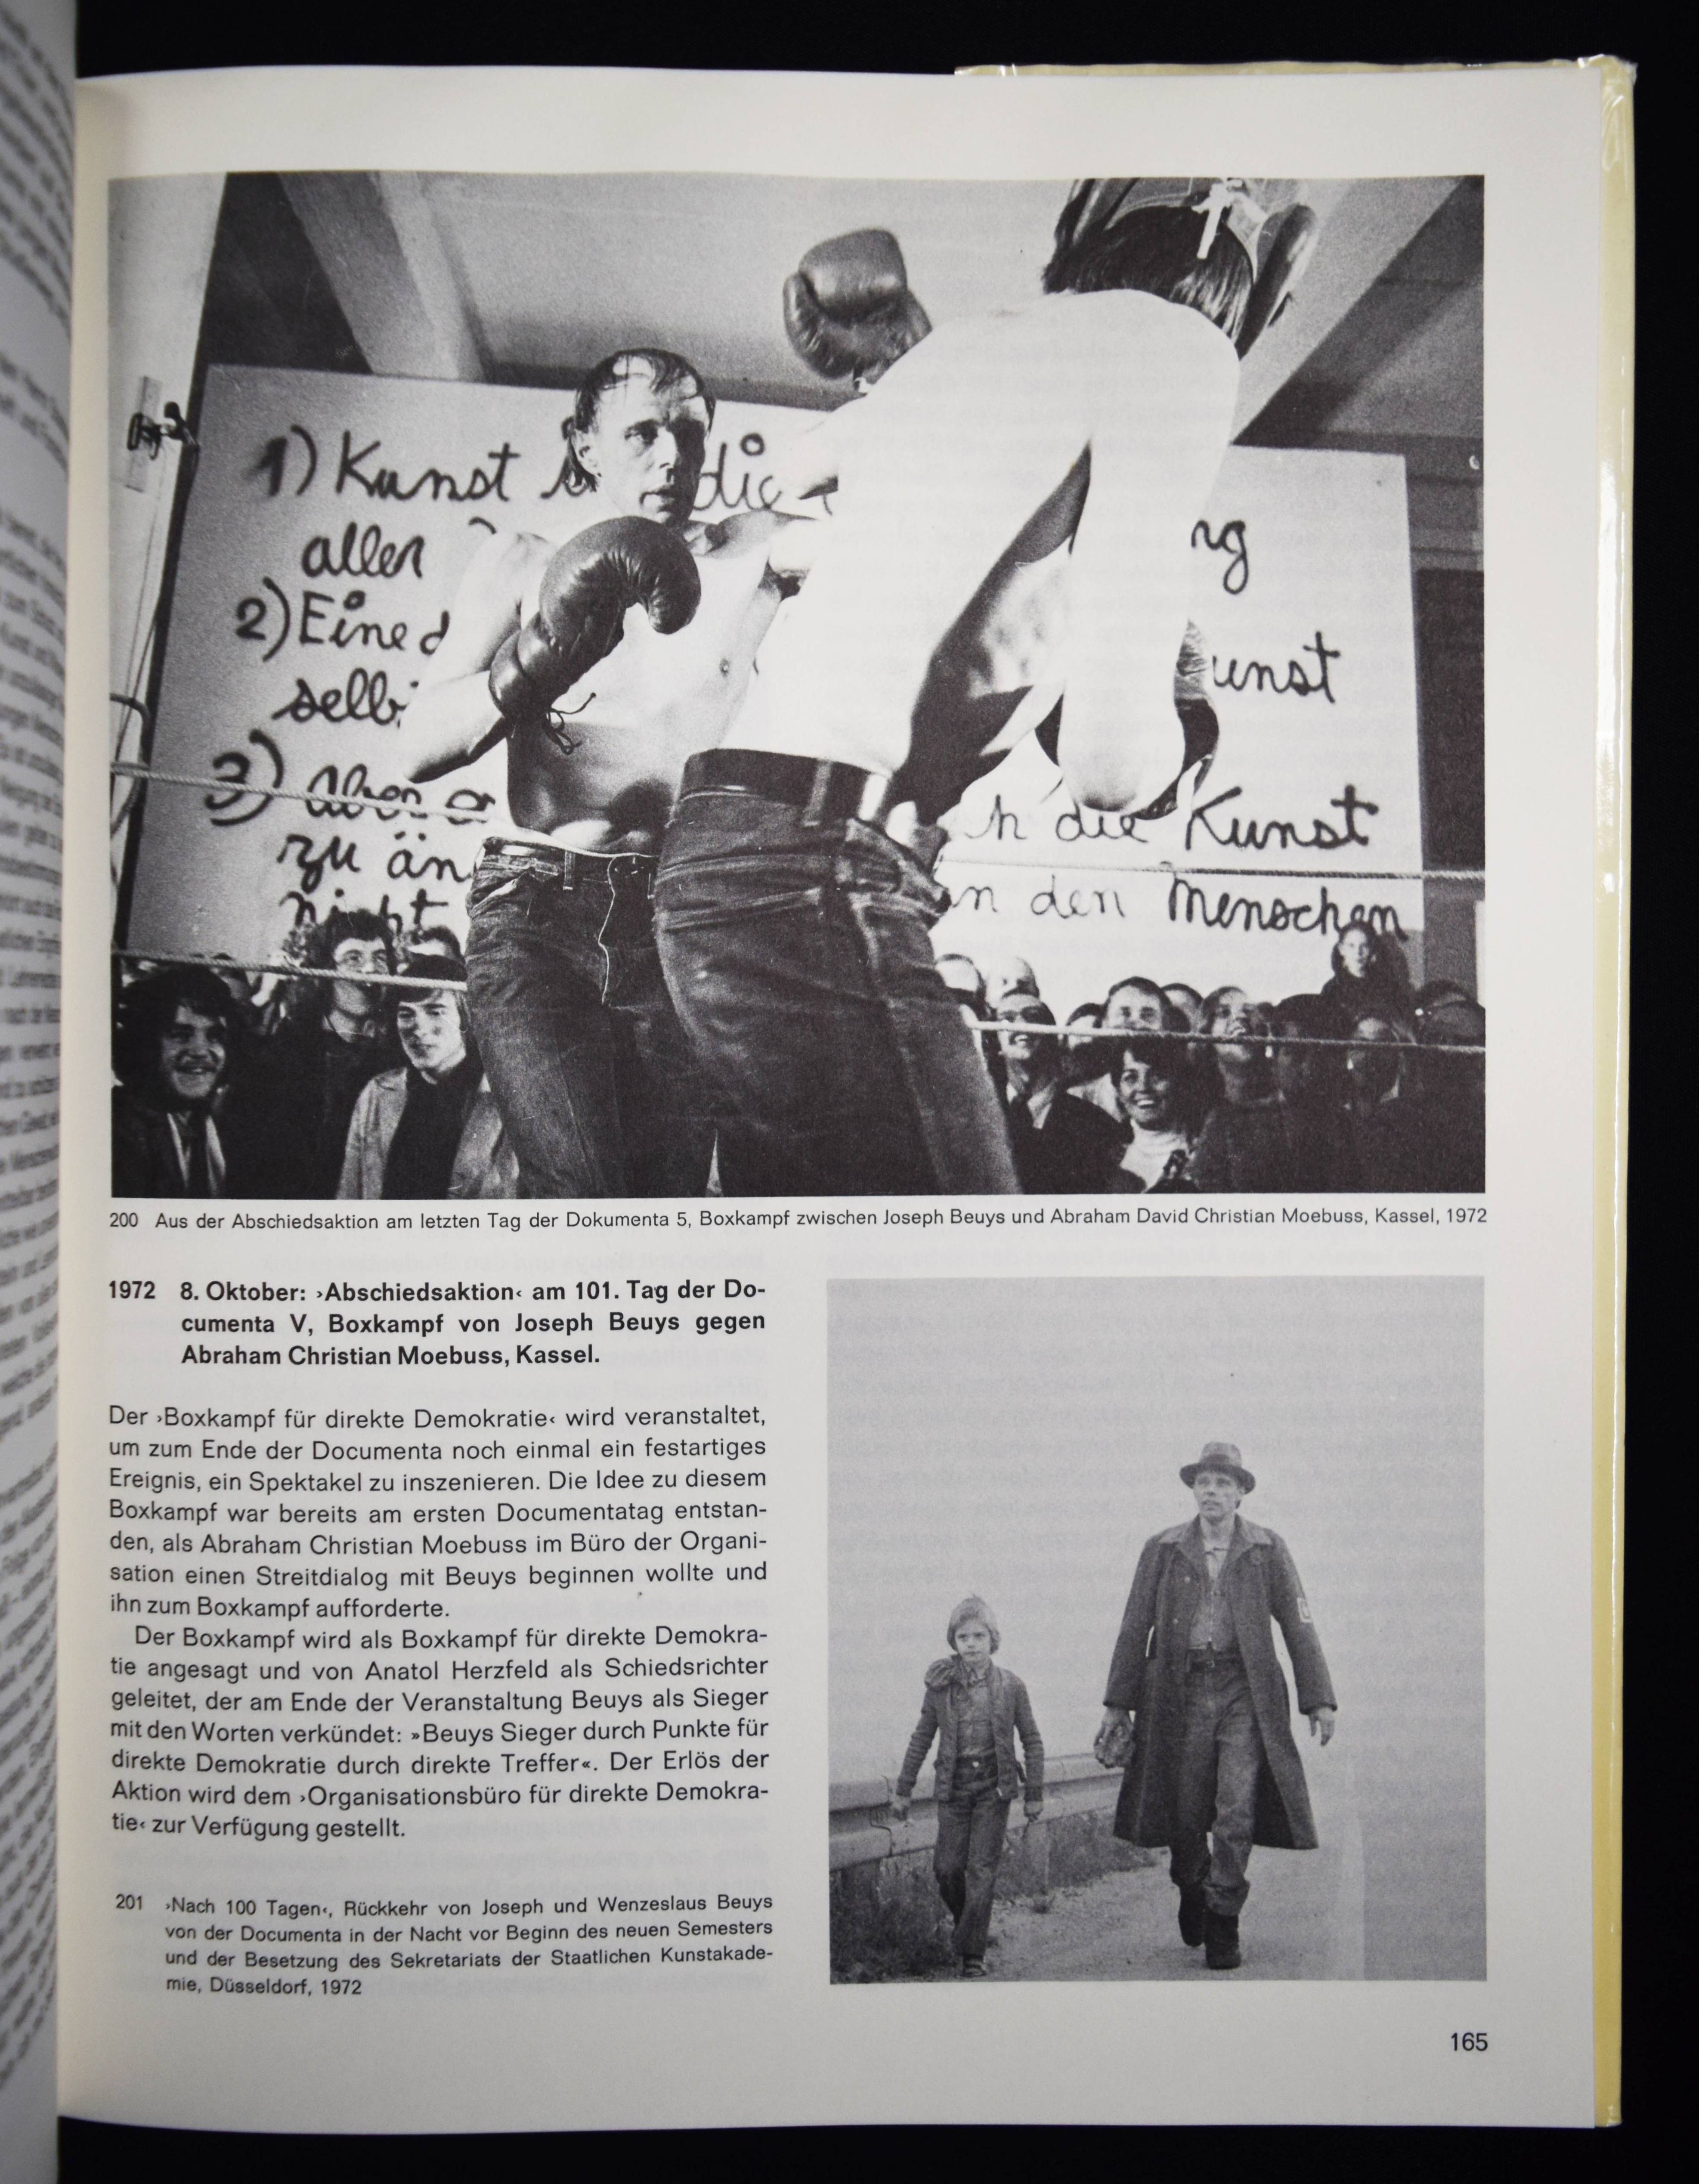 1) Kunst die
aller
ng
2) Eine d
selb
unst
3) Aber
die Kunst
zu än
den Menschen
Nicht
200 Aus der Abschiedsaktion am letzten Tag der Dokumenta 5, Boxkampf zwischen Joseph Beuys und Abraham David Christian Moebuss, Kassel, 1972
1972 8. Oktober: ›Abschiedsaktion‹ am 101. Tag der Do-
cumenta V, Boxkampf von Joseph Beuys gegen
Abraham Christian Moebuss, Kassel.
Der ›Boxkampf für direkte Demokratie‹ wird veranstaltet,
um zum Ende der Documenta noch einmal ein festartiges
Ereignis, ein Spektakel zu inszenieren. Die Idee zu diesem
Boxkampf war bereits am ersten Documentatag entstan-
den, als Abraham Christian Moebuss im Büro der Organi-
sation einen Streitdialog mit Beuys beginnen wollte und
ihn zum Boxkampf aufforderte.
Der Boxkampf wird als Boxkampf für direkte Demokra-
tie angesagt und von Anatol Herzfeld als Schiedsrichter
geleitet, der am Ende der Veranstaltung Beuys als Sieger
mit den Worten verkündet: »Beuys Sieger durch Punkte für
direkte Demokratie durch direkte Treffer«. Der Erlös der
Aktion wird dem ›Organisationsbüro für direkte Demokra-
tie‹ zur Verfügung gestellt.
201 ›Nach 100 Tagen‹, Rückkehr von Joseph und Wenzeslaus Beuys
von der Documenta in der Nacht vor Beginn des neuen Semesters
und der Besetzung des Sekretariats der Staatlichen Kunstakade-
mie, Düsseldorf, 1972
165